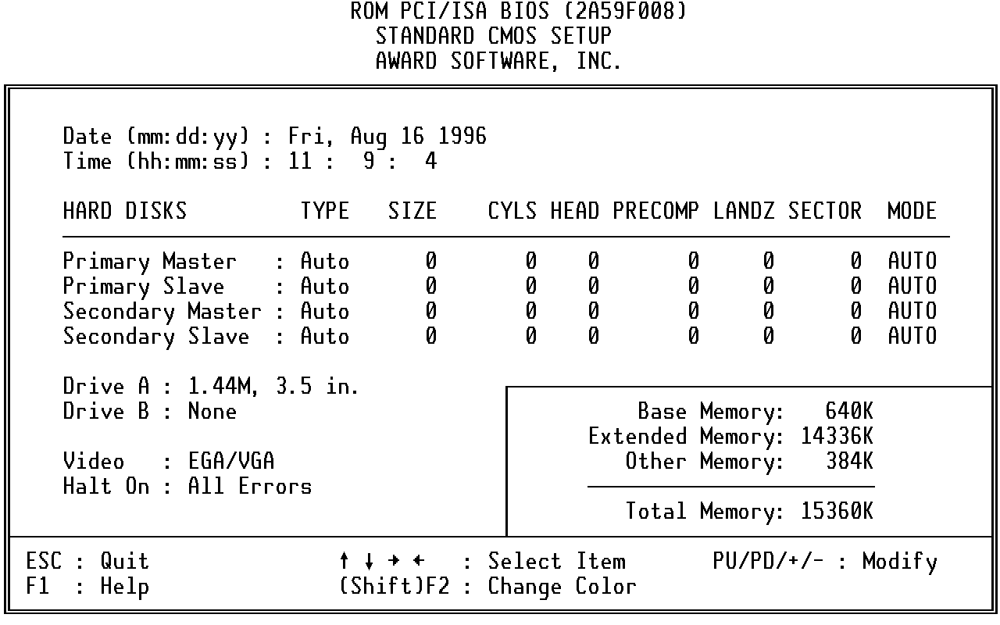 ROM PCI/ISA BIOS (2A59F008)
STANDARD CMOS SETUP
AWARD SOFTWARE, INC.
Date (mm:dd:yy) : Fri, Aug 16 1996
Time (hh:mm:ss) : 11 : 9 : 4
HARD DISKS TYPE SIZE CYLS HEAD PRECOMP LANDZ SECTOR MODE
Primary Master : Auto 0 0 0 0 0 0 AUTO
Primary Slave : Auto 0 0 0 0 0 0 AUTO
Secondary Master : Auto 0 0 0 0 0 0 AUTO
Secondary Slave : Auto 0 0 0 0 0 0 AUTO
Drive A : 1.44M, 3.5 in.
Drive B : None
Video : EGA/VGA
Halt On : All Errors
Base Memory: 640K
Extended Memory: 14336K
Other Memory: 384K
Total Memory: 15360K
ESC : Quit ↑ ↓ → ← : Select Item PU/PD/+/- : Modify
F1 : Help (Shift)F2 : Change Color